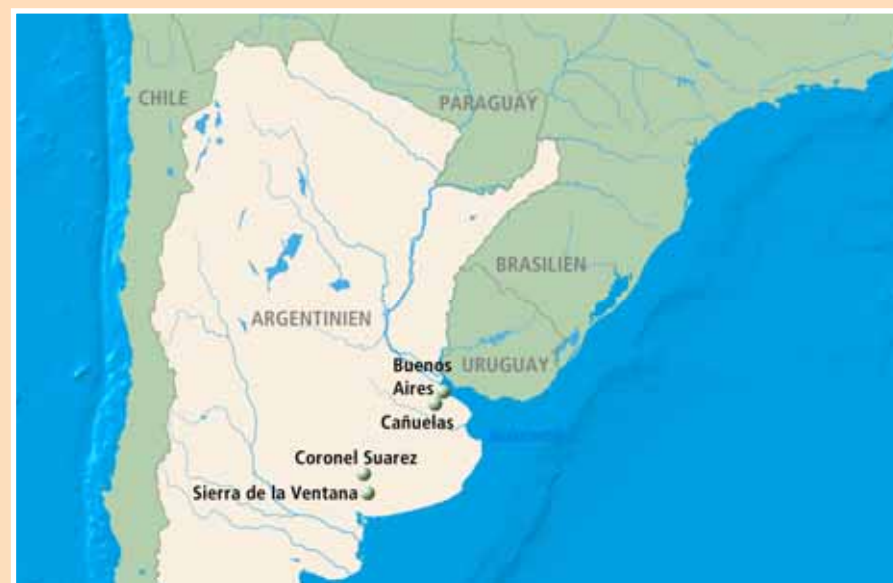 CHILE
PARAGUAY
BRASILIEN
ARGENTINIEN
URUGUAY
Buenos
Aires
Cañuelas
Coronel Suarez
Sierra de la Ventana